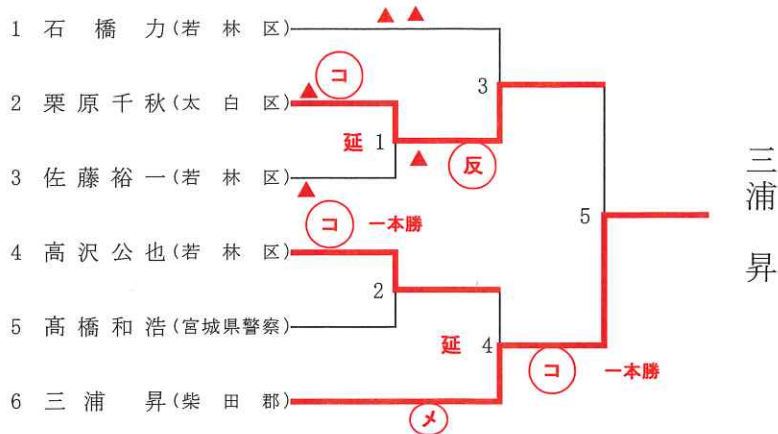 1 石橋力(若林区) ▲ ▲
コ
2 栗原千秋(太白区) ▲
3
延 1 ▲ 反
3 佐藤裕一(若林区) ▲
コ 一本勝
4 高沢公也(若林区)
5
2
5 髙橋和浩(宮城県警察)
延 4
コ 一本勝
6 三浦昇(柴田郡)
メ
三浦昇